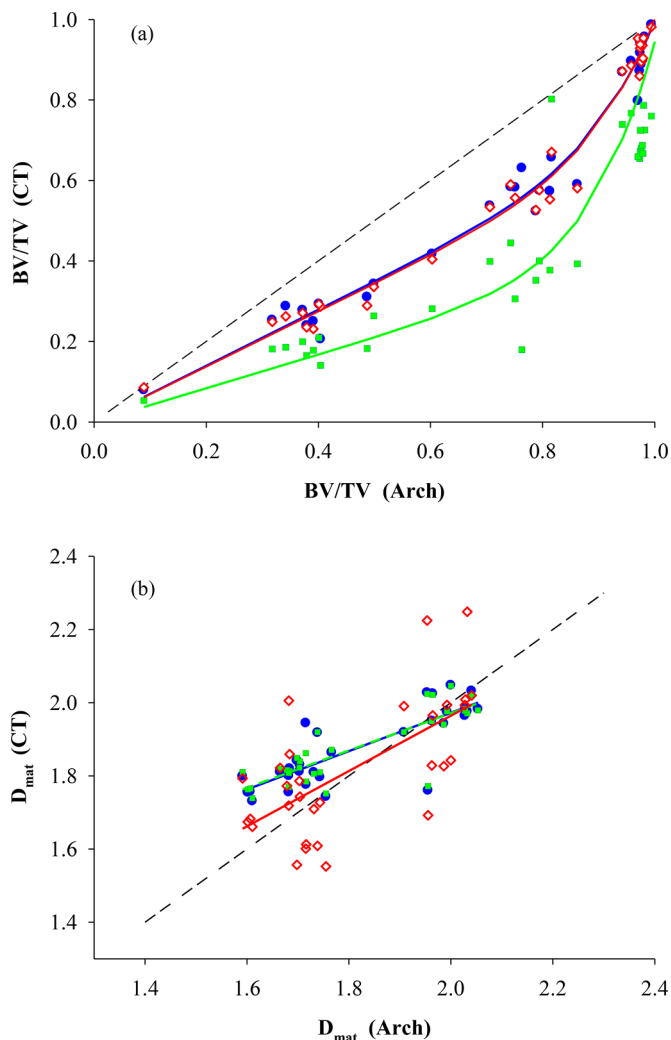 (a)
1.0
0.8
0.6
0.4
0.2
0.0
BV/TV (CT)
0.0 0.2 0.4 0.6 0.8 1.0
BV/TV (Arch)
(b)
2.4
2.2
2.0
1.8
1.6
1.4
Dmat (CT)
1.4 1.6 1.8 2.0 2.2 2.4
Dmat (Arch)